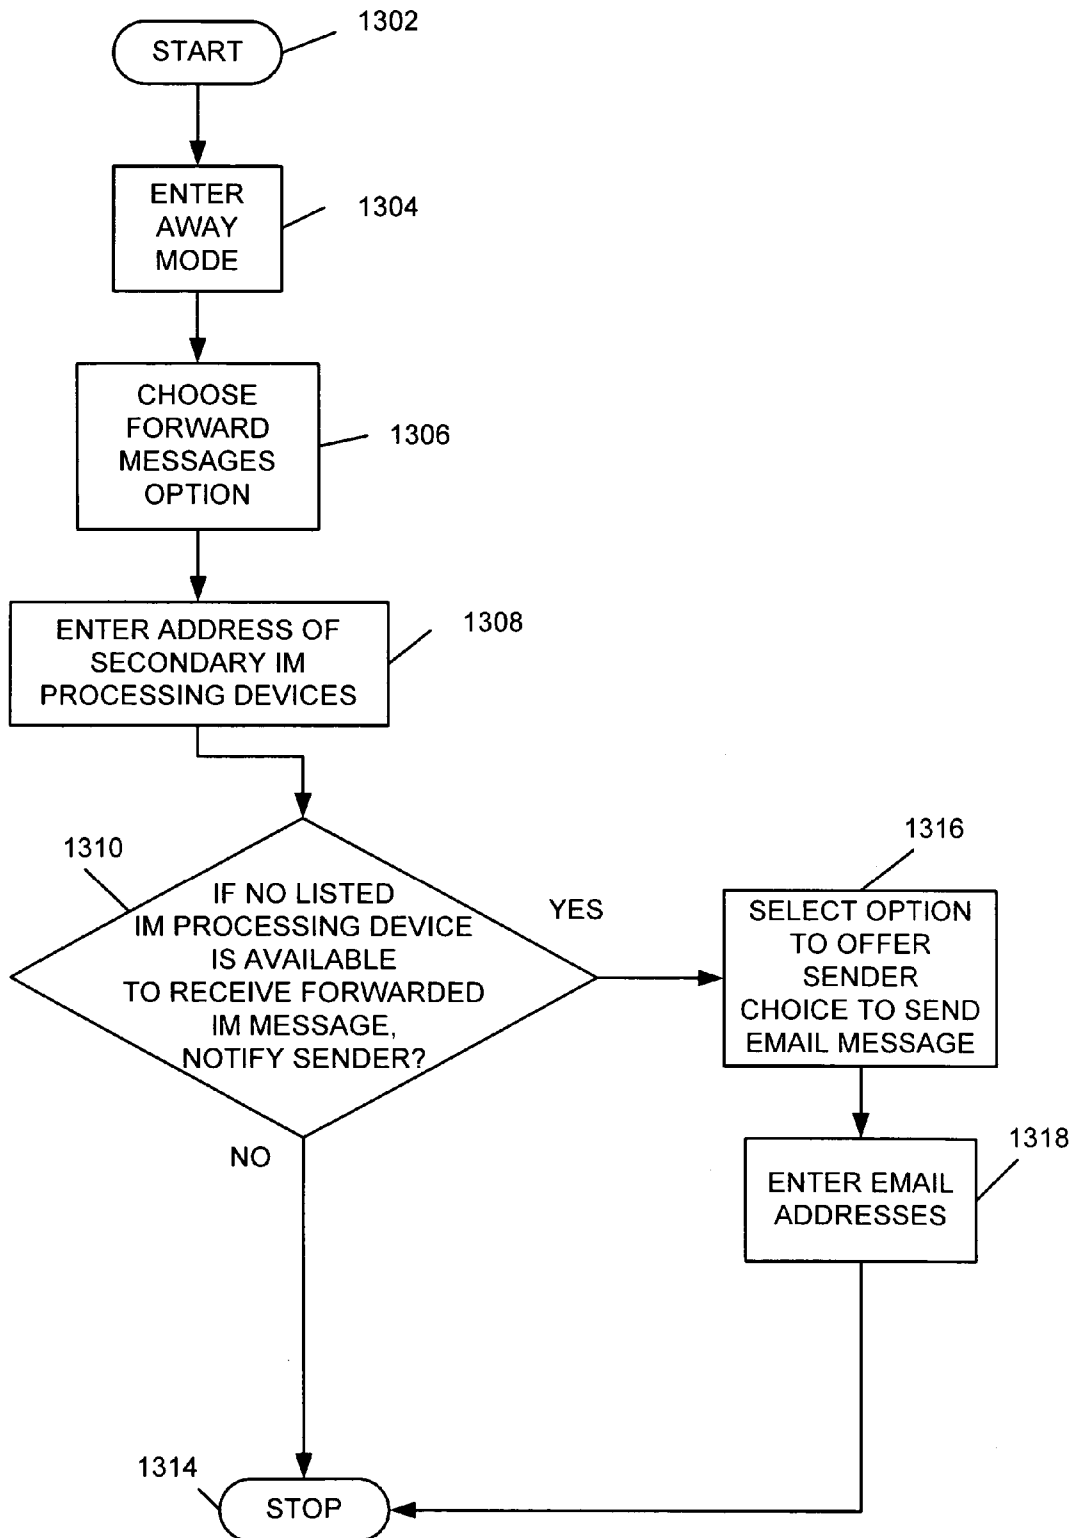 1302
START
ENTER
AWAY
MODE
1304
CHOOSE
FORWARD
MESSAGES
OPTION
1306
ENTER ADDRESS OF
SECONDARY IM
PROCESSING DEVICES
1308
1310
IF NO LISTED
IM PROCESSING DEVICE
IS AVAILABLE
TO RECEIVE FORWARDED
IM MESSAGE,
NOTIFY SENDER?
YES
NO
1316
SELECT OPTION
TO OFFER
SENDER
CHOICE TO SEND
EMAIL MESSAGE
1318
ENTER EMAIL
ADDRESSES
1314
STOP